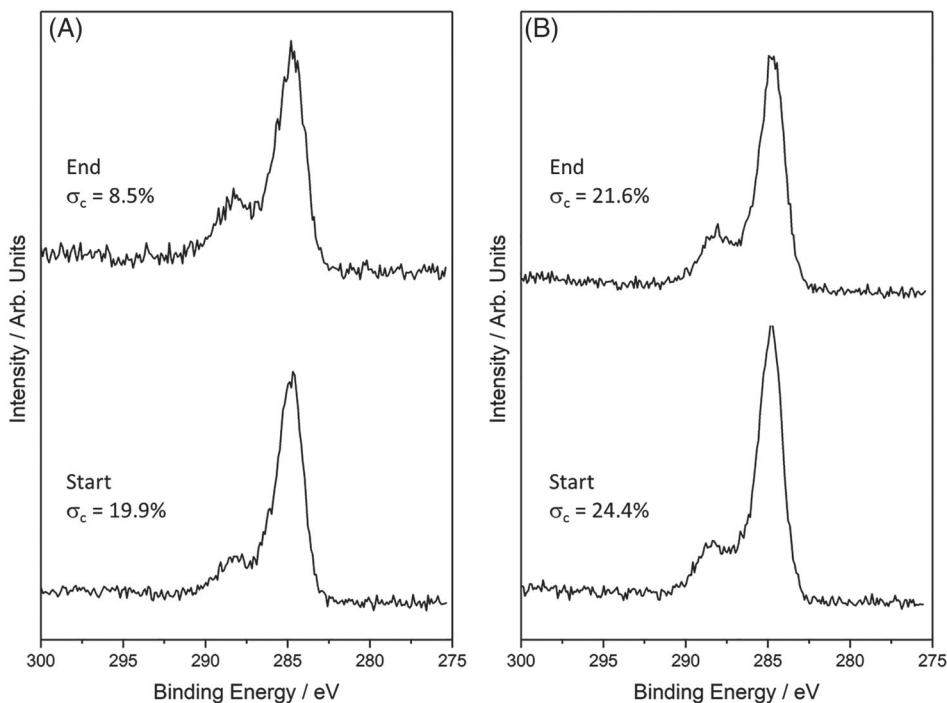 (A)
End
σc = 8.5%
Start
σc = 19.9%
Intensity / Arb. Units
300 295 290 285 280 275
Binding Energy / eV
(B)
End
σc = 21.6%
Start
σc = 24.4%
Intensity / Arb. Units
300 295 290 285 280 275
Binding Energy / eV